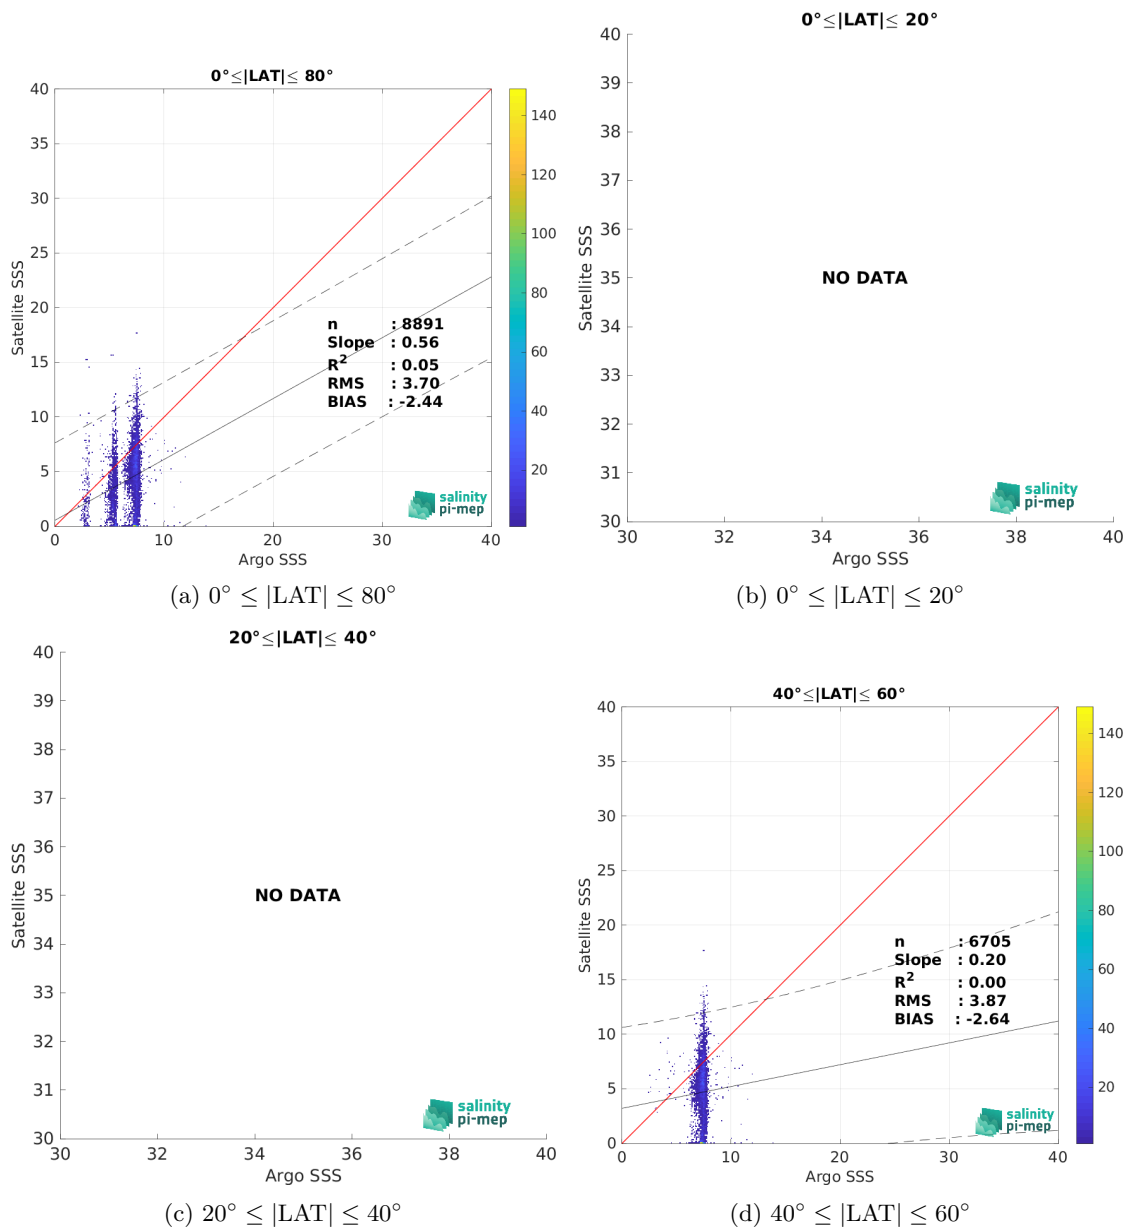 0°≤|LAT|≤ 80°
40
35
30
25
20
15
10
5
0
0
10
20
30
40
Satellite SSS
Argo SSS
n : 8891
Slope : 0.56
R² : 0.05
RMS : 3.70
BIAS : -2.44
salinity
pi-mep
140
120
100
80
60
40
20
(a) 0° ≤ |LAT| ≤ 80°
0°≤|LAT|≤ 20°
40
39
38
37
36
35
34
33
32
31
30
30
32
34
36
38
40
Satellite SSS
Argo SSS
NO DATA
salinity
pi-mep
(b) 0° ≤ |LAT| ≤ 20°
20°≤|LAT|≤ 40°
40
39
38
37
36
35
34
33
32
31
30
30
32
34
36
38
40
Satellite SSS
Argo SSS
NO DATA
salinity
pi-mep
(c) 20° ≤ |LAT| ≤ 40°
40°≤|LAT|≤ 60°
40
35
30
25
20
15
10
5
0
0
10
20
30
40
Satellite SSS
Argo SSS
n : 6705
Slope : 0.20
R² : 0.00
RMS : 3.87
BIAS : -2.64
salinity
pi-mep
140
120
100
80
60
40
20
(d) 40° ≤ |LAT| ≤ 60°